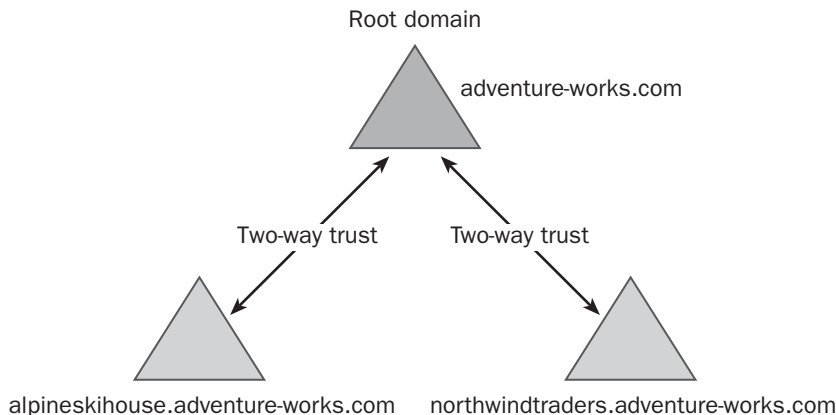 Root domain
adventure-works.com
Two-way trust
Two-way trust
alpineskihouse.adventure-works.com
northwindtraders.adventure-works.com